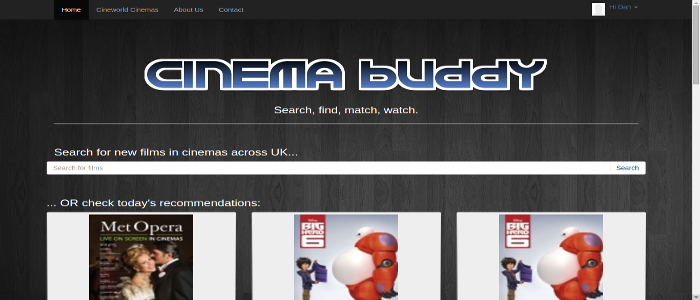 Home Cineworld Cinemas About Us Contact Hi Dan
CINEMA BUDDY
Search, find, match, watch.
Search for new films in cinemas across UK...
Search for films Search
... OR check today's recommendations:
Met Opera
LIVE ON SCREEN IN CINEMAS
Disney
BIG HERO 6
Disney
BIG HERO 6